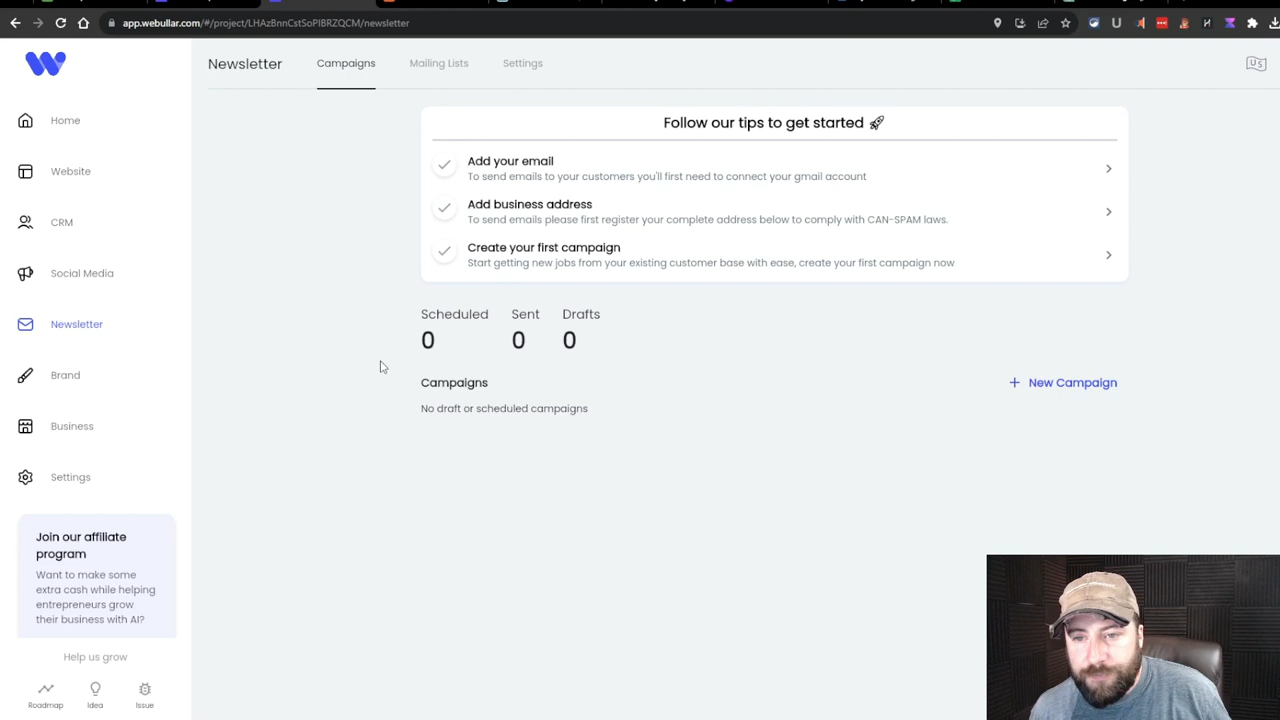 app.webullar.com/#/project/LHAzBnnCstSoPIBRZQCM/newsletter
Newsletter
Campaigns
Mailing Lists
Settings
US
Home
Website
CRM
Social Media
Newsletter
Brand
Business
Settings
Join our affiliate
program
Want to make some
extra cash while helping
entrepreneurs grow
their business with AI?
Help us grow
Roadmap
Idea
Issue
Follow our tips to get started 🚀
Add your email
To send emails to your customers you'll first need to connect your gmail account
Add business address
To send emails please first register your complete address below to comply with CAN-SPAM laws.
Create your first campaign
Start getting new jobs from your existing customer base with ease, create your first campaign now
Scheduled Sent Drafts
0 0 0
Campaigns
+ New Campaign
No draft or scheduled campaigns